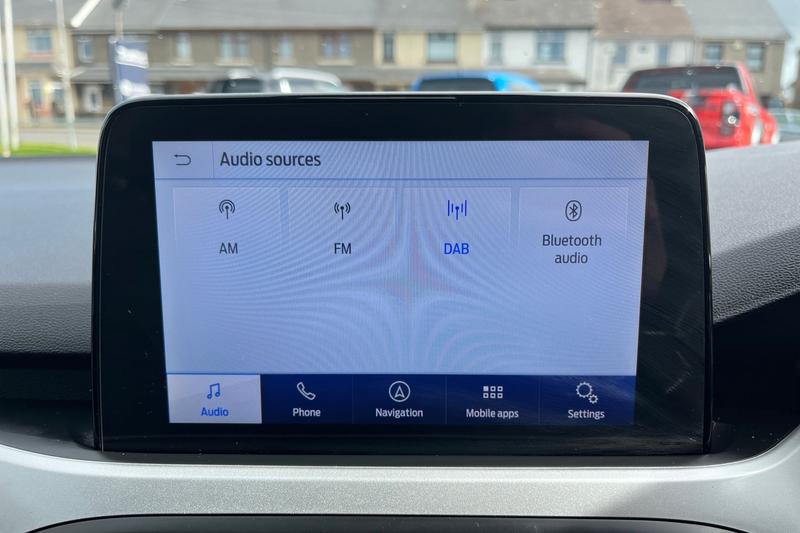 Audio sources
AM
FM
DAB
Bluetooth
audio
Audio
Phone
Navigation
Mobile apps
Settings